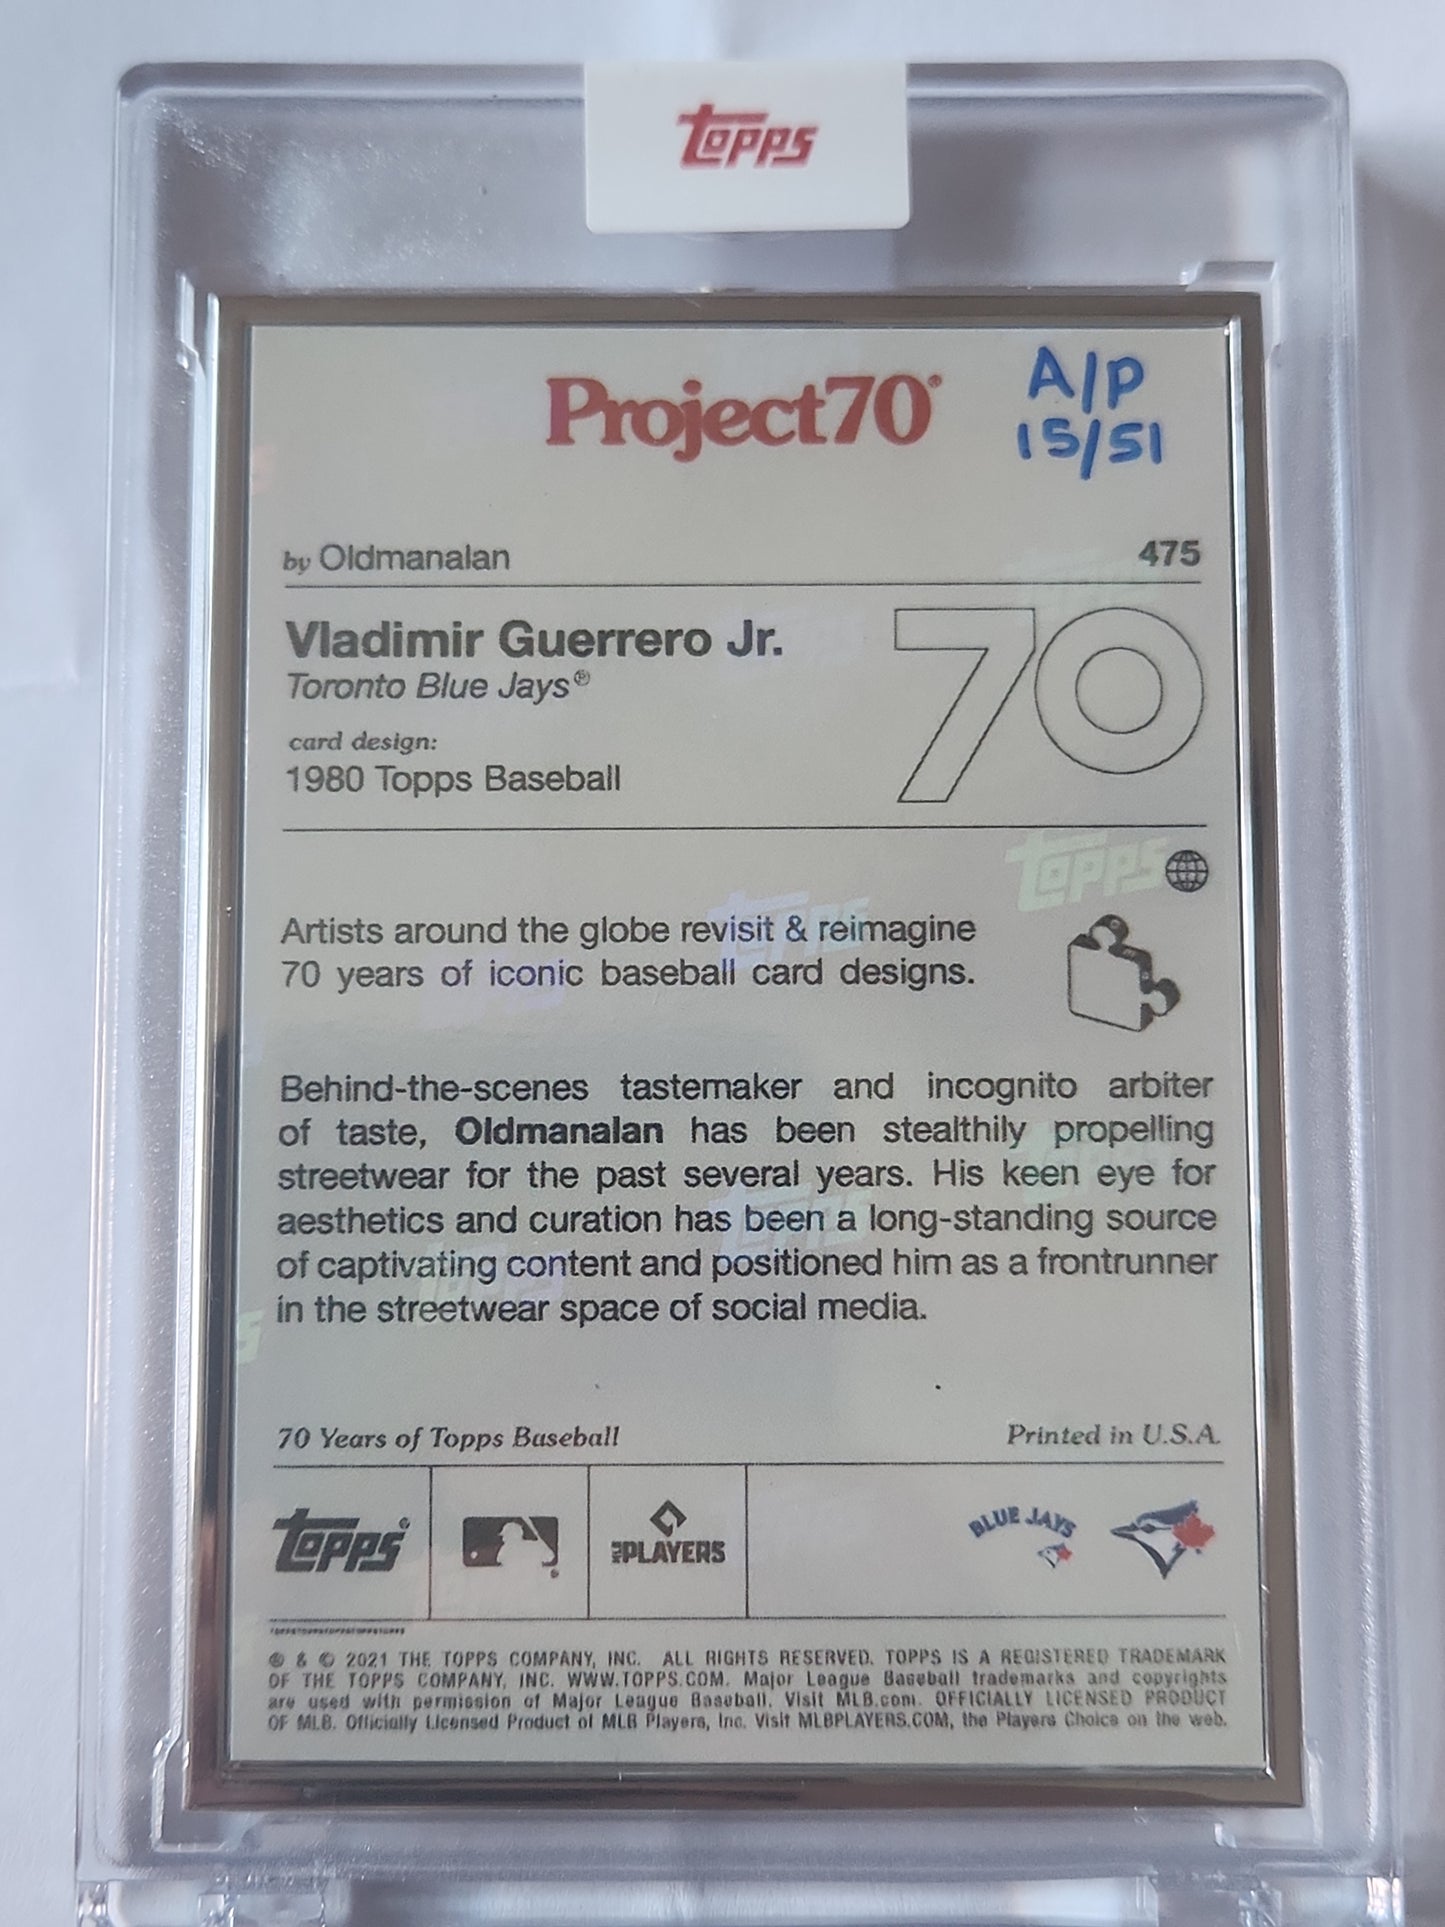 Topps
Project70®
A/P
15/51
by Oldmanalan
475
Vladimir Guerrero Jr.
Toronto Blue Jays®
70
card design:
1980 Topps Baseball
Topps
Artists around the globe revisit & reimagine
70 years of iconic baseball card designs.
Behind-the-scenes tastemaker and incognito arbiter
of taste, Oldmanalan has been stealthily propelling
streetwear for the past several years. His keen eye for
aesthetics and curation has been a long-standing source
of captivating content and positioned him as a frontrunner
in the streetwear space of social media.
70 Years of Topps Baseball
Printed in U.S.A.
Topps®
PLAYERS
BLUE JAYS
® & © 2021 THE TOPPS COMPANY, INC. ALL RIGHTS RESERVED. TOPPS IS A REGISTERED TRADEMARK
OF THE TOPPS COMPANY, INC. WWW.TOPPS.COM. Major League Baseball trademarks and copyrights
are used with permission of Major League Baseball. Visit MLB.com. OFFICIALLY LICENSED PRODUCT
OF MLB. Officially Licensed Product of MLB Players, Inc. Visit MLBPLAYERS.COM, the Players Choice on the web.